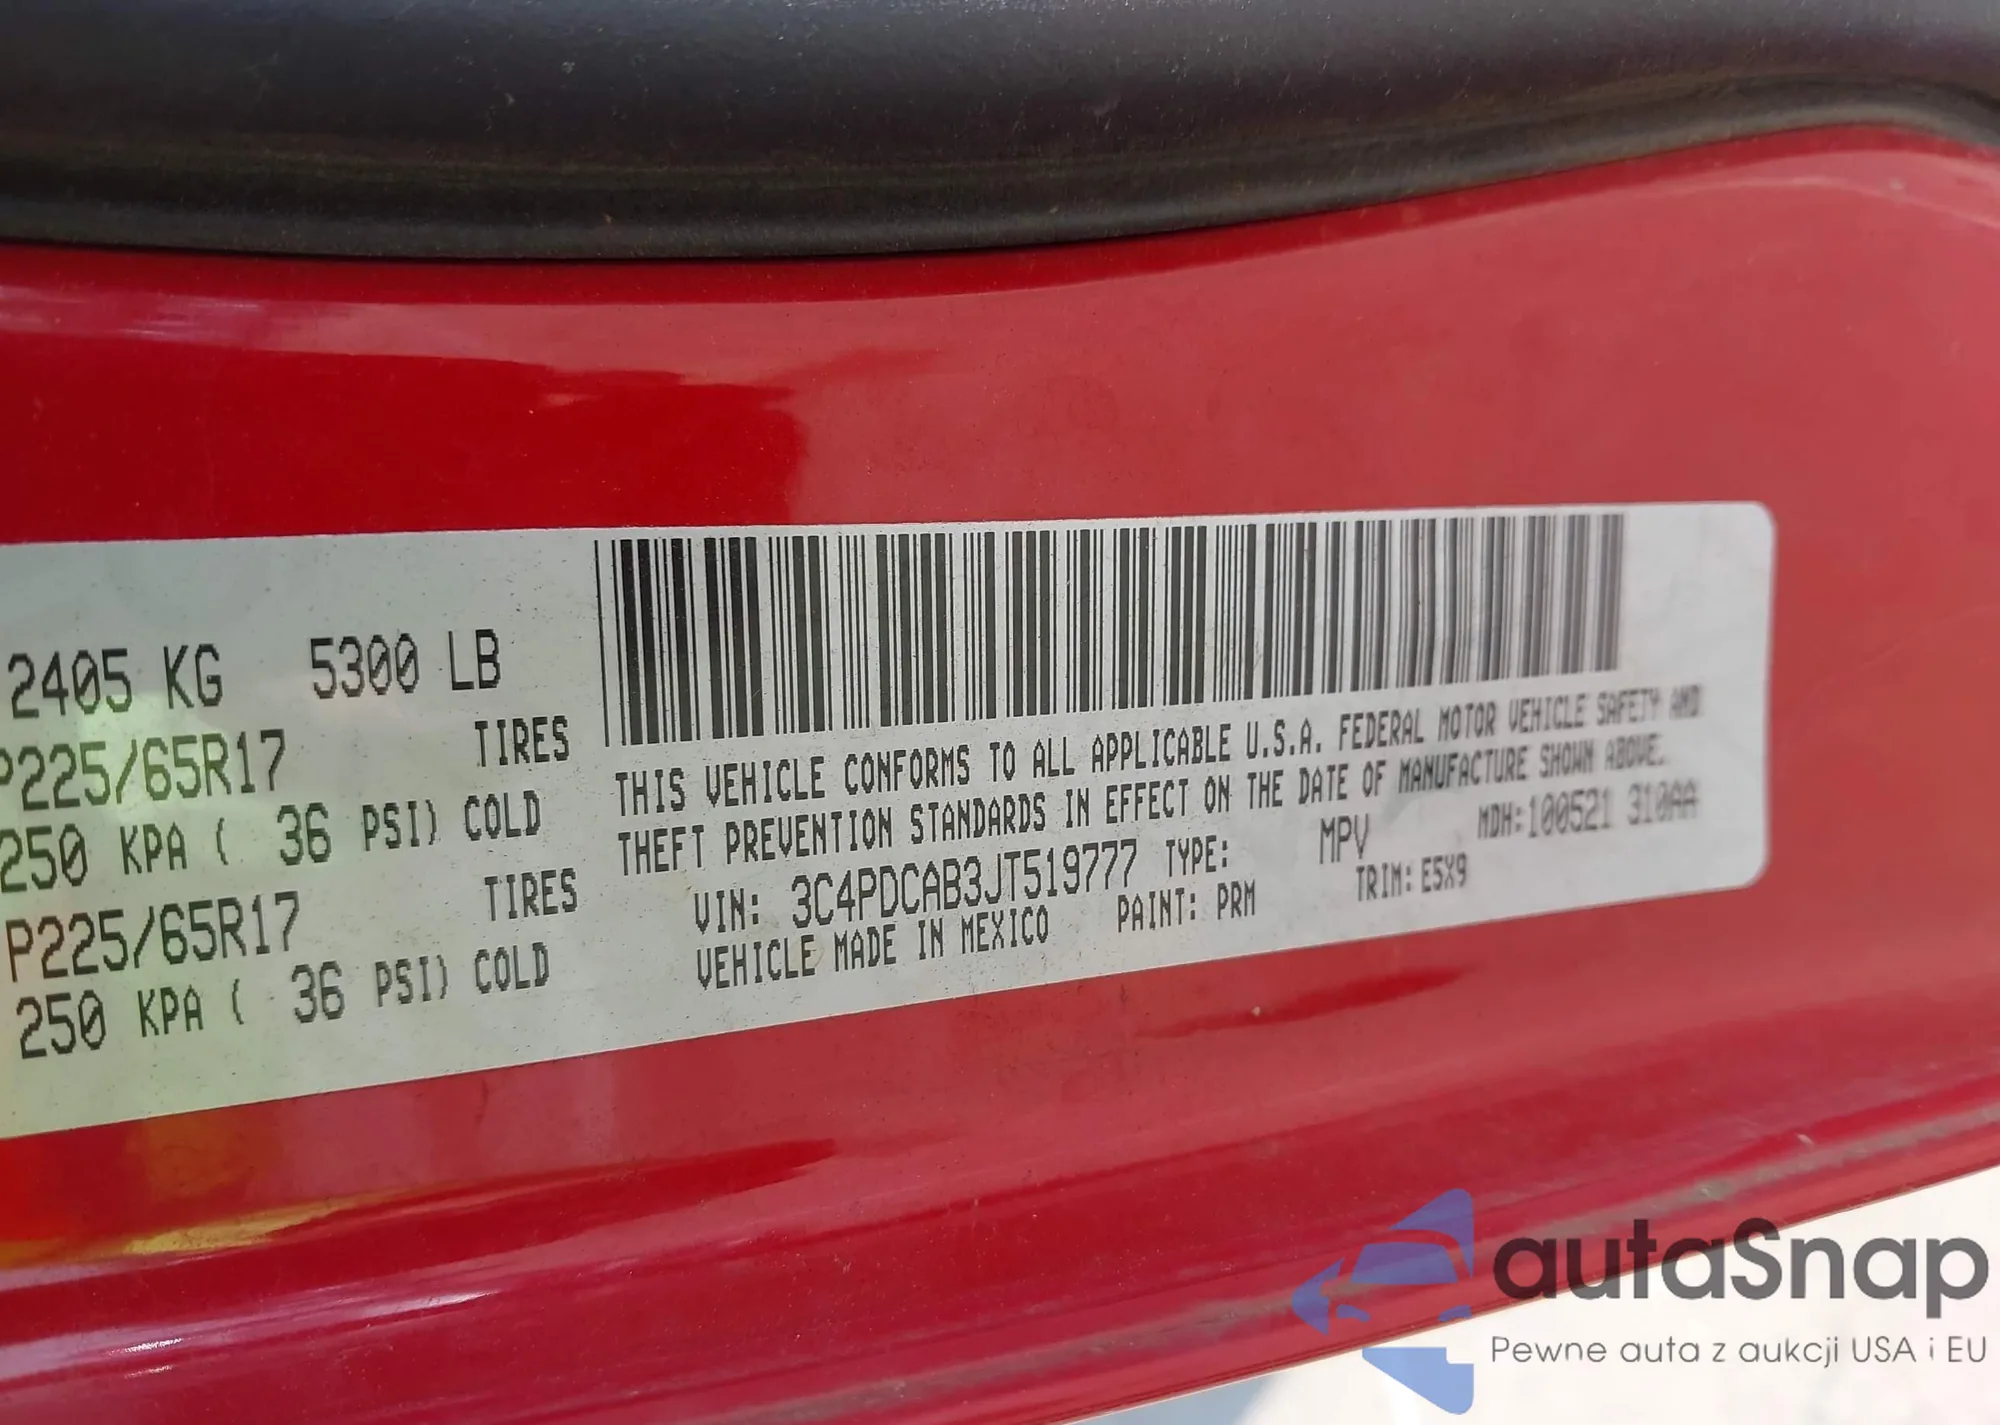 2405 KG 5300 LB
P225/65R17 TIRES
250 KPA ( 36 PSI) COLD
P225/65R17 TIRES
250 KPA ( 36 PSI) COLD
THIS VEHICLE CONFORMS TO ALL APPLICABLE U.S.A. FEDERAL MOTOR VEHICLE SAFETY AND
THEFT PREVENTION STANDARDS IN EFFECT ON THE DATE OF MANUFACTURE SHOWN ABOVE.
VIN: 3C4PDCAB3JT519777 TYPE: MPV MDH:100521 310AA
VEHICLE MADE IN MEXICO PAINT: PRM TRIM: E5X9
autaSnap
Pewne auta z aukcji USA i EU